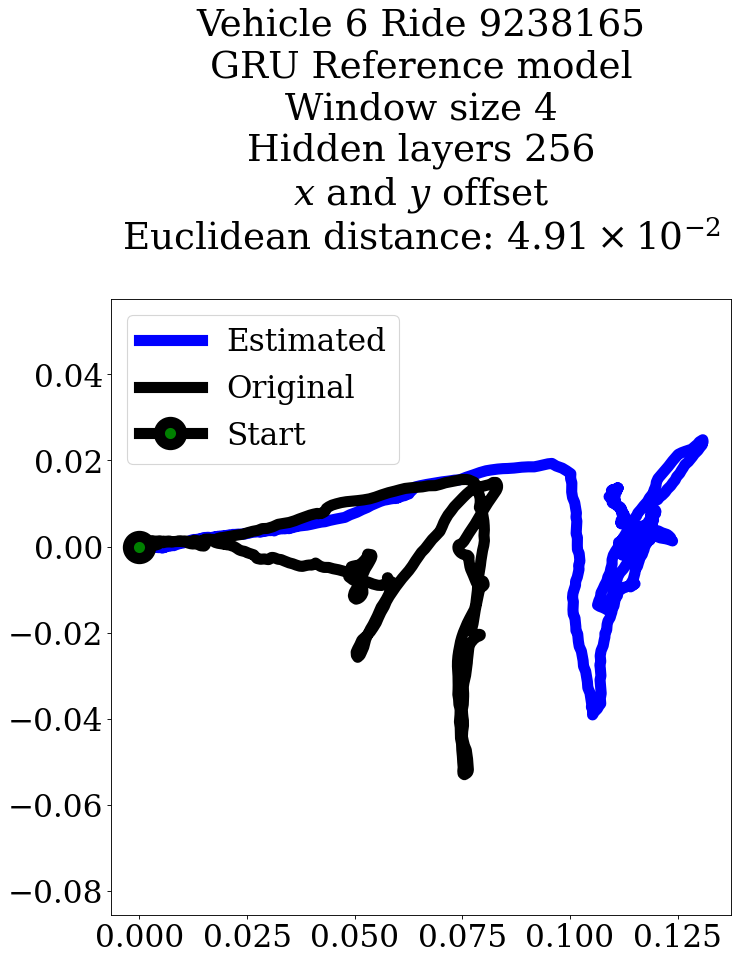 Vehicle 6 Ride 9238165
GRU Reference model
Window size 4
Hidden layers 256
x and y offset
Euclidean distance: 4.91 × 10⁻²
Estimated
Original
Start
0.04
0.02
0.00
−0.02
−0.04
−0.06
−0.08
0.000 0.025 0.050 0.075 0.100 0.125